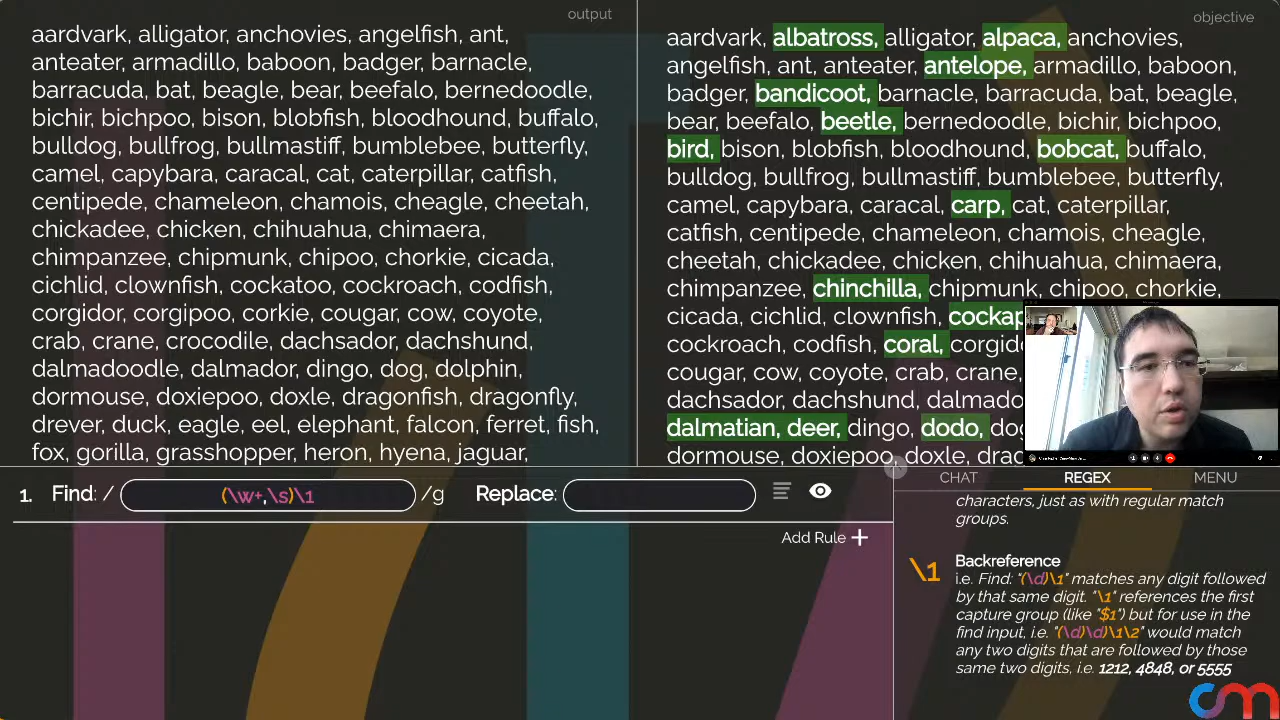 output
aardvark, alligator, anchovies, angelfish, ant,
anteater, armadillo, baboon, badger, barnacle,
barracuda, bat, beagle, bear, beefalo, bernedoodle,
bichir, bichpoo, bison, blobfish, bloodhound, buffalo,
bulldog, bullfrog, bullmastiff, bumblebee, butterfly,
camel, capybara, caracal, cat, caterpillar, catfish,
centipede, chameleon, chamois, cheagle, cheetah,
chickadee, chicken, chihuahua, chimaera,
chimpanzee, chipmunk, chipoo, chorkie, cicada,
cichlid, clownfish, cockatoo, cockroach, codfish,
corgidor, corgipoo, corkie, cougar, cow, coyote,
crab, crane, crocodile, dachsador, dachshund,
dalmadoodle, dalmador, dingo, dog, dolphin,
dormouse, doxiepoo, doxle, dragonfish, dragonfly,
drever, duck, eagle, eel, elephant, falcon, ferret, fish,
fox, gorilla, grasshopper, heron, hyena, jaguar,
objective
aardvark, albatross, alligator, alpaca, anchovies,
angelfish, ant, anteater, antelope, armadillo, baboon,
badger, bandicoot, barnacle, barracuda, bat, beagle,
bear, beefalo, beetle, bernedoodle, bichir, bichpoo,
bird, bison, blobfish, bloodhound, bobcat, buffalo,
bulldog, bullfrog, bullmastiff, bumblebee, butterfly,
camel, capybara, caracal, carp, cat, caterpillar,
catfish, centipede, chameleon, chamois, cheagle,
cheetah, chickadee, chicken, chihuahua, chimaera,
chimpanzee, chinchilla, chipmunk, chipoo, chorkie,
cicada, cichlid, clownfish, cockap
cockroach, codfish, coral, corgido
cougar, cow, coyote, crab, crane,
dachsador, dachshund, dalmado
dalmatian, deer, dingo, dodo, dog
dormouse, doxiepoo, doxle, drag
1. Find: / (\w+,\s)\1 /g Replace:
Add Rule +
CHAT REGEX MENU
characters, just as with regular match
groups.
\1 Backreference
i.e. Find: "(\d)\1" matches any digit followed
by that same digit. "\1" references the first
capture group (like "$1") but for use in the
find input, i.e. "(\d)\d)\1\2" would match
any two digits that are followed by those
same two digits, i.e. 1212, 4848, or 5555
cm